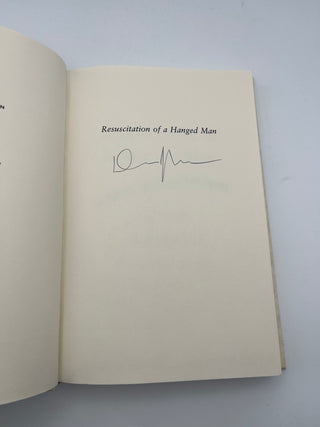 Resuscitation of a Hanged Man